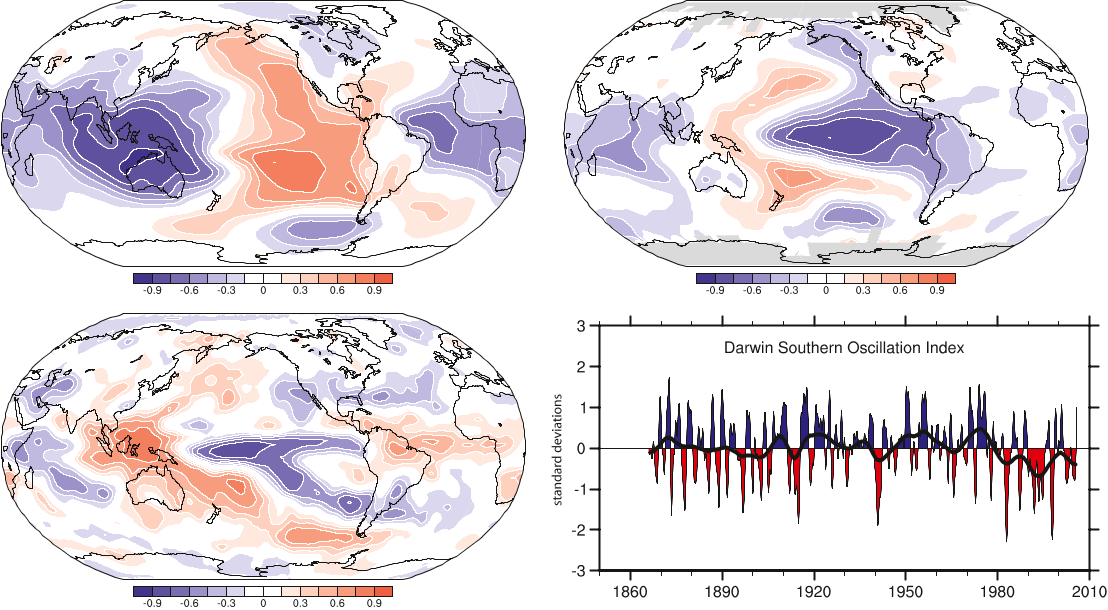 -0.9 -0.6 -0.3 0 0.3 0.6 0.9
-0.9 -0.6 -0.3 0 0.3 0.6 0.9
-0.9 -0.6 -0.3 0 0.3 0.6 0.9
Darwin Southern Oscillation Index
standard deviations
3
2
1
0
-1
-2
-3
1860 1890 1920 1950 1980 2010